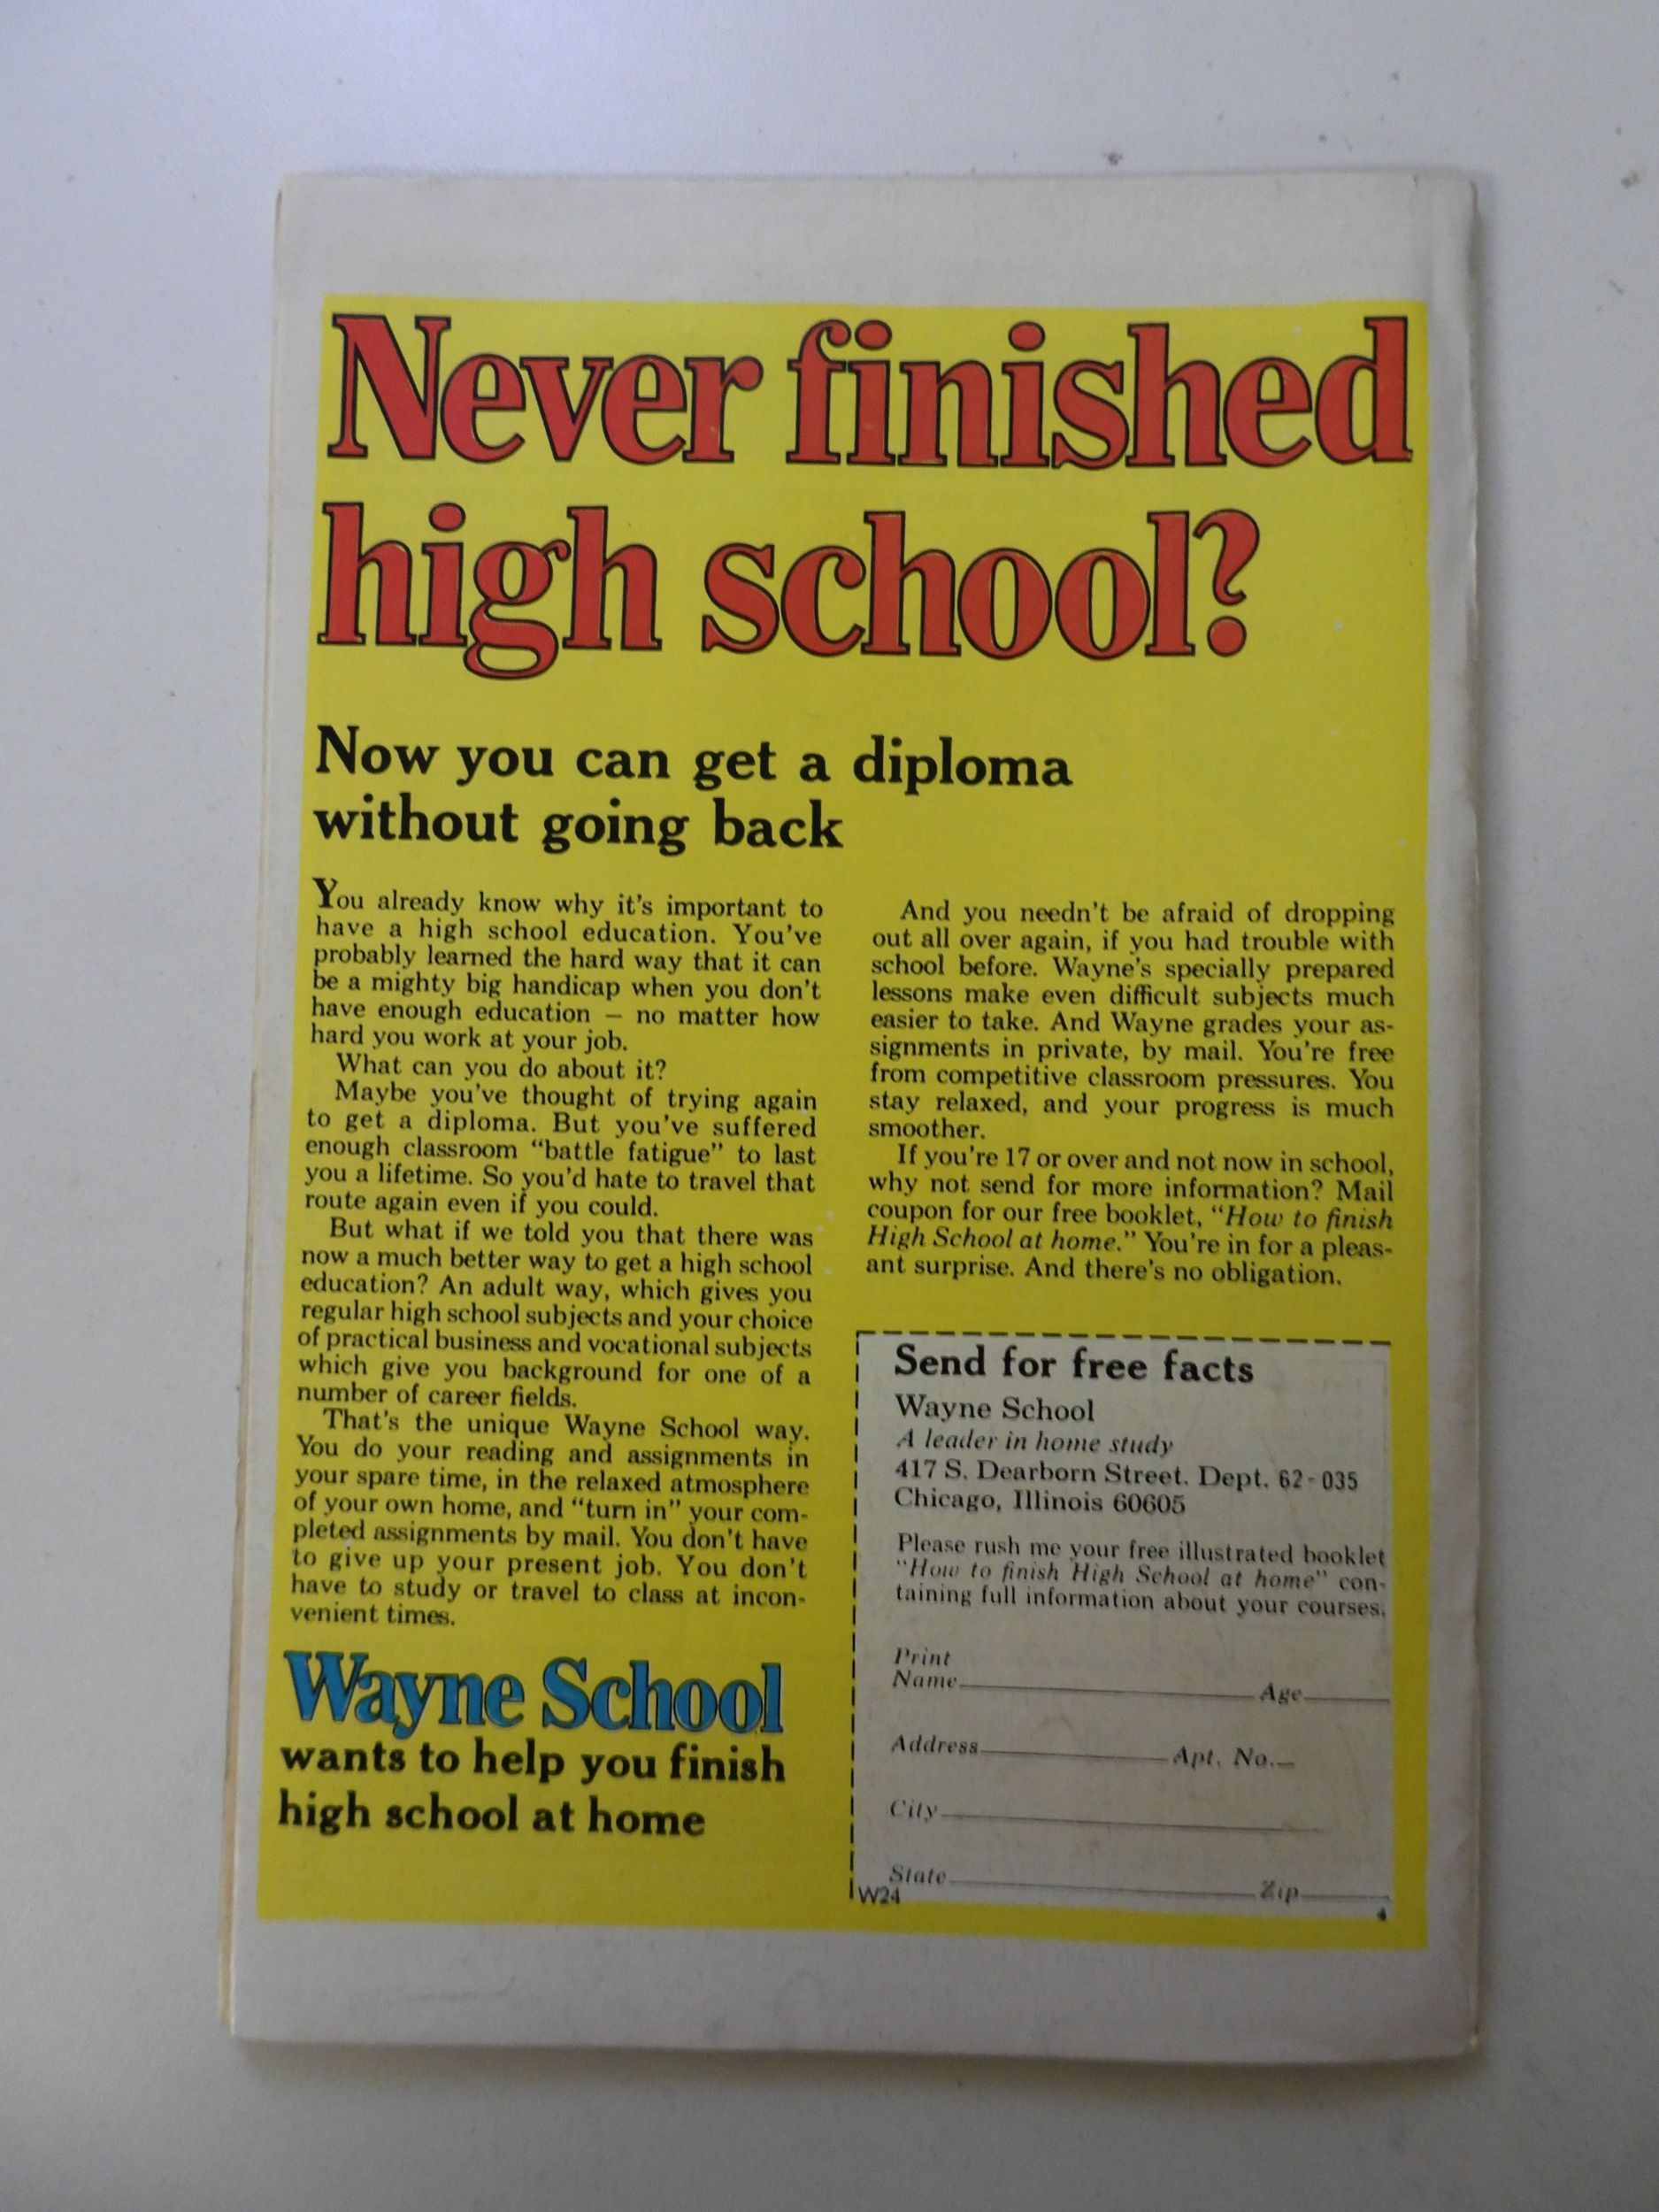 Never finished
high school?
Now you can get a diploma
without going back
You already know why it's important to
have a high school education. You've
probably learned the hard way that it can
be a mighty big handicap when you don't
have enough education — no matter how
hard you work at your job.
What can you do about it?
Maybe you've thought of trying again
to get a diploma. But you've suffered
enough classroom "battle fatigue" to last
you a lifetime. So you'd hate to travel that
route again even if you could.
But what if we told you that there was
now a much better way to get a high school
education? An adult way, which gives you
regular high school subjects and your choice
of practical business and vocational subjects
which give you background for one of a
number of career fields.
That's the unique Wayne School way.
You do your reading and assignments in
your spare time, in the relaxed atmosphere
of your own home, and "turn in" your com-
pleted assignments by mail. You don't have
to give up your present job. You don't
have to study or travel to class at incon-
venient times.
Wayne School
wants to help you finish
high school at home
And you needn't be afraid of dropping
out all over again, if you had trouble with
school before. Wayne's specially prepared
lessons make even difficult subjects much
easier to take. And Wayne grades your as-
signments in private, by mail. You're free
from competitive classroom pressures. You
stay relaxed, and your progress is much
smoother.
If you're 17 or over and not now in school,
why not send for more information? Mail
coupon for our free booklet, "How to finish
High School at home." You're in for a pleas-
ant surprise. And there's no obligation.
Send for free facts
Wayne School
A leader in home study
417 S. Dearborn Street. Dept. 62-035
Chicago, Illinois 60605
Please rush me your free illustrated booklet
"How to finish High School at home" con-
taining full information about your courses.
Print
Name Age
Address Apt. No.
City
State Zip
W24